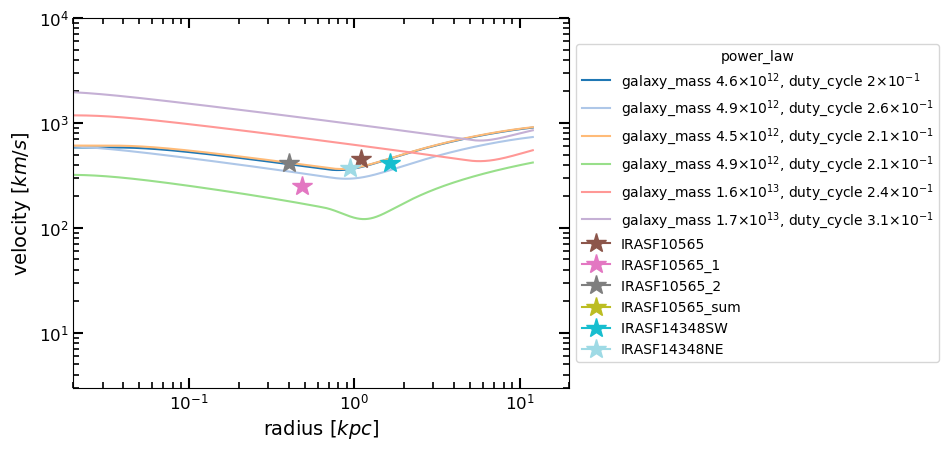 10⁴
10³
10²
10¹
velocity [km/s]
10⁻¹
10⁰
10¹
radius [kpc]
power_law
galaxy_mass 4.6×10¹², duty_cycle 2×10⁻¹
galaxy_mass 4.9×10¹², duty_cycle 2.6×10⁻¹
galaxy_mass 4.5×10¹², duty_cycle 2.1×10⁻¹
galaxy_mass 4.9×10¹², duty_cycle 2.1×10⁻¹
galaxy_mass 1.6×10¹³, duty_cycle 2.4×10⁻¹
galaxy_mass 1.7×10¹³, duty_cycle 3.1×10⁻¹
IRASF10565
IRASF10565_1
IRASF10565_2
IRASF10565_sum
IRASF14348SW
IRASF14348NE